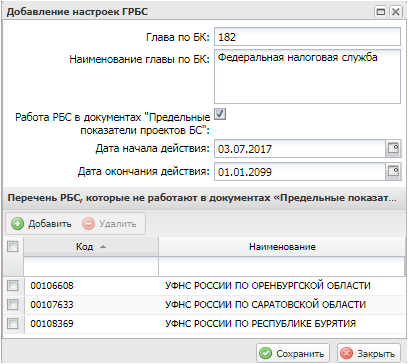 Добавление настроек ГРБС
Глава по БК: 182
Наименование главы по БК: Федеральная налоговая служба
Работа РБС в документах "Предельные
показатели проектов БС":
Дата начала действия: 03.07.2017
Дата окончания действия: 01.01.2099
Перечень РБС, которые не работают в документах «Предельные показат...
Добавить Удалить
Код Наименование
00106608 УФНС РОССИИ ПО ОРЕНБУРГСКОЙ ОБЛАСТИ
00107633 УФНС РОССИИ ПО САРАТОВСКОЙ ОБЛАСТИ
00108369 УФНС РОССИИ ПО РЕСПУБЛИКЕ БУРЯТИЯ
Сохранить Закрыть